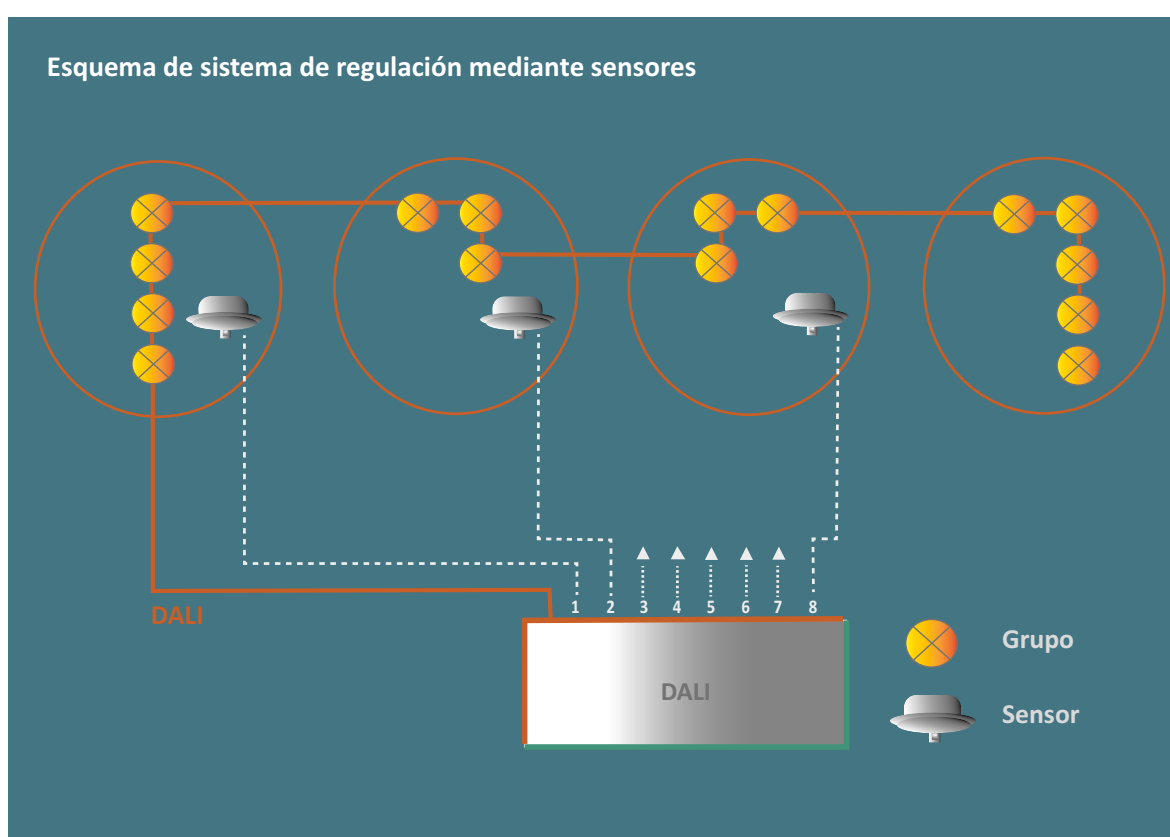 Esquema de sistema de regulación mediante sensores
DALI
1 2 3 4 5 6 7 8
DALI
Grupo
Sensor